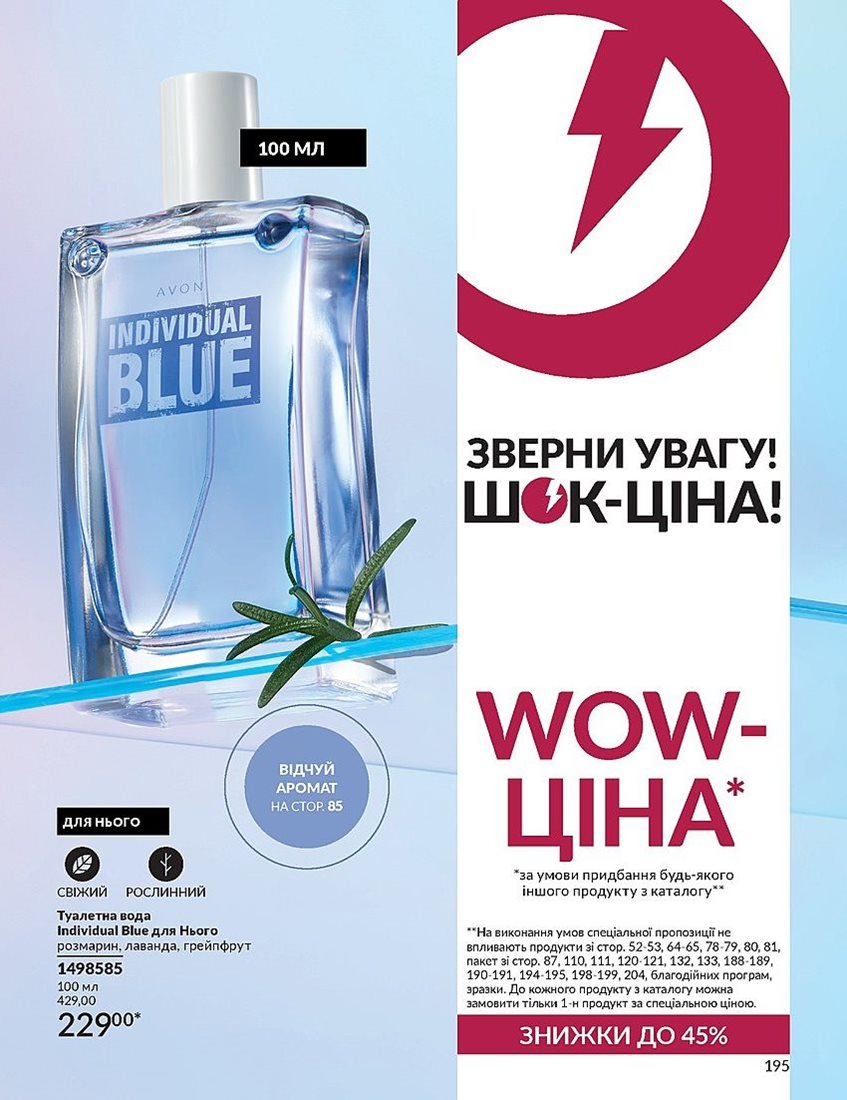 100 МЛ
AVON
INDIVIDUAL
BLUE
ВІДЧУЙ
АРОМАТ
НА СТОР. 85
ДЛЯ НЬОГО
СВІЖИЙ РОСЛИННИЙ
Туалетна вода
Individual Blue для Нього
розмарин, лаванда, грейпфрут
1498585
100 мл
429,00
22900*
ЗВЕРНИ УВАГУ!
ШОК-ЦІНА!
WOW-
ЦІНА*
*за умови придбання будь-якого
іншого продукту з каталогу**
**На виконання умов спеціальної пропозиції не
впливають продукти зі стор. 52-53, 64-65, 78-79, 80, 81,
пакет зі стор. 87, 110, 111, 120-121, 132, 133, 188-189,
190-191, 194-195, 198-199, 204, благодійних програм,
зразки. До кожного продукту з каталогу можна
замовити тільки 1-н продукт за спеціальною ціною.
ЗНИЖКИ ДО 45%
195